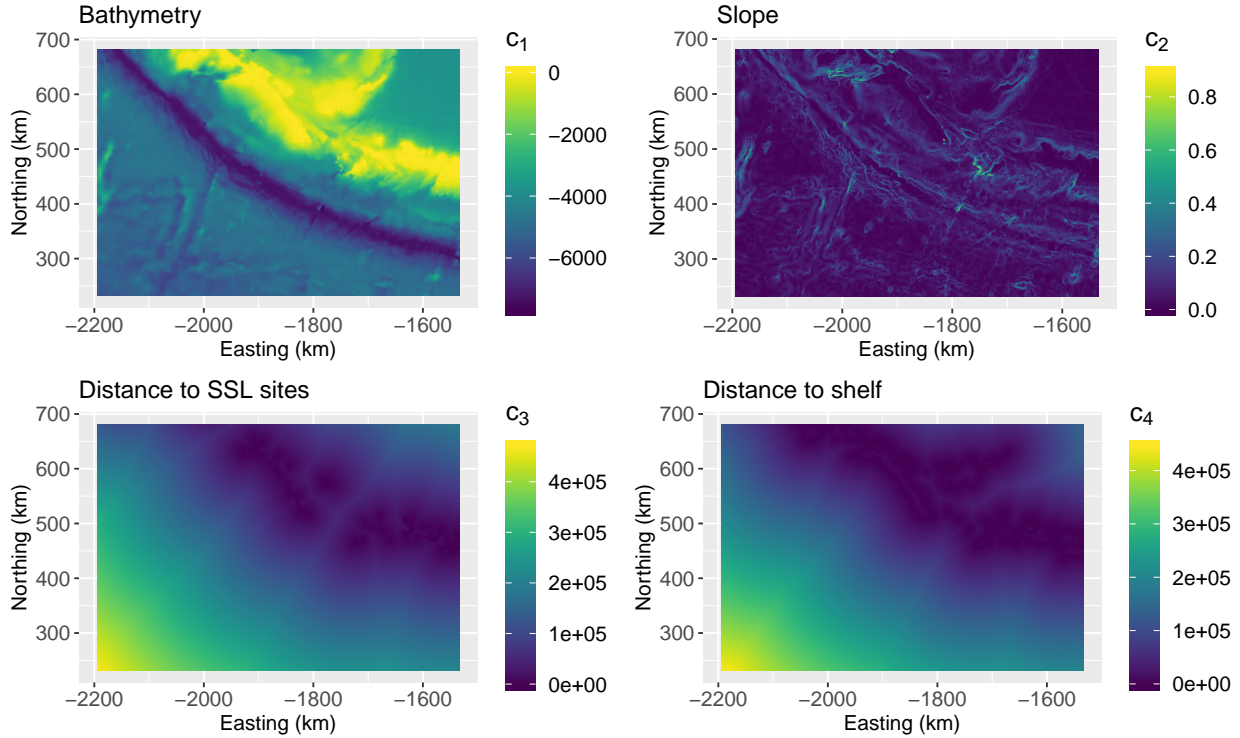 Bathymetry
Northing (km)
700
600
500
400
300
−2200 −2000 −1800 −1600
Easting (km)
c1
0
−2000
−4000
−6000
Slope
Northing (km)
700
600
500
400
300
−2200 −2000 −1800 −1600
Easting (km)
c2
0.8
0.6
0.4
0.2
0.0
Distance to SSL sites
Northing (km)
700
600
500
400
300
−2200 −2000 −1800 −1600
Easting (km)
c3
4e+05
3e+05
2e+05
1e+05
0e+00
Distance to shelf
Northing (km)
700
600
500
400
300
−2200 −2000 −1800 −1600
Easting (km)
c4
4e+05
3e+05
2e+05
1e+05
0e+00